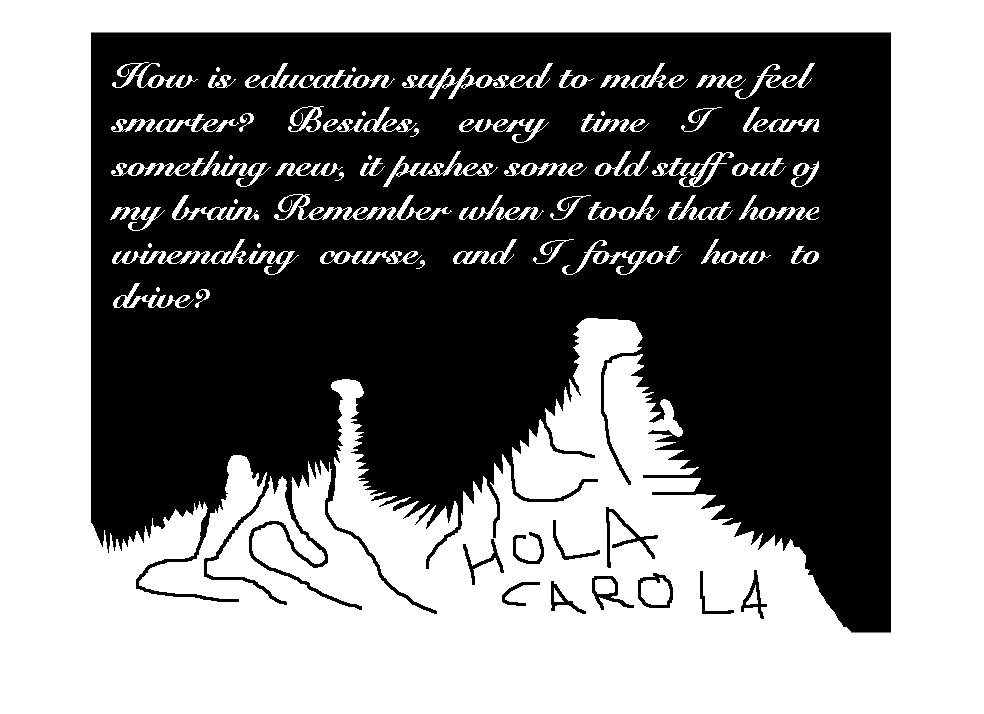 How is education supposed to make me feel
smarter? Besides, every time I learn
something new, it pushes some old stuff out of
my brain. Remember when I took that home
winemaking course, and I forgot how to
drive?
HOLA
CAROLA